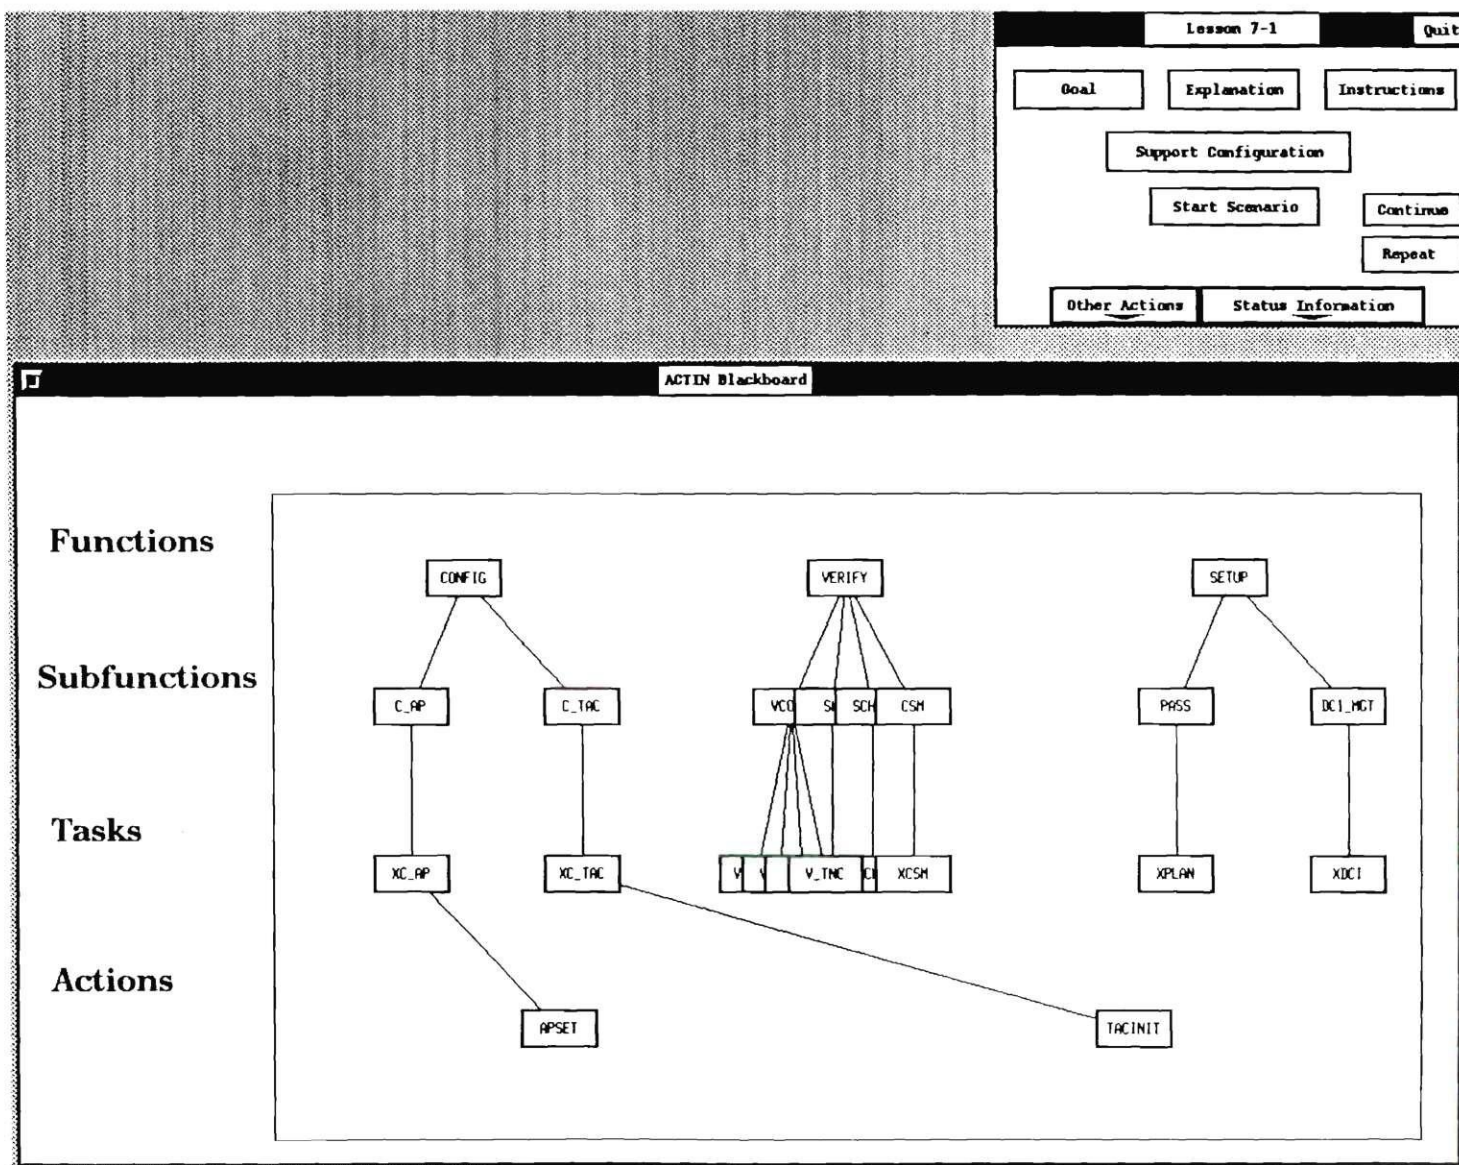 Lesson 7-1 Quit
Goal Explanation Instructions
Support Configuration
Start Scenario Continue
Repeat
Other Actions Status Information
ACTIN Blackboard
Functions
CONFIG VERIFY SETUP
Subfunctions
C_AP C_TAC VCO SCH CSM PASS DCI_MGT
Tasks
XC_AP XC_TAC V V V_TMC XCSM XPLAN XDCI
Actions
APSET TACINIT